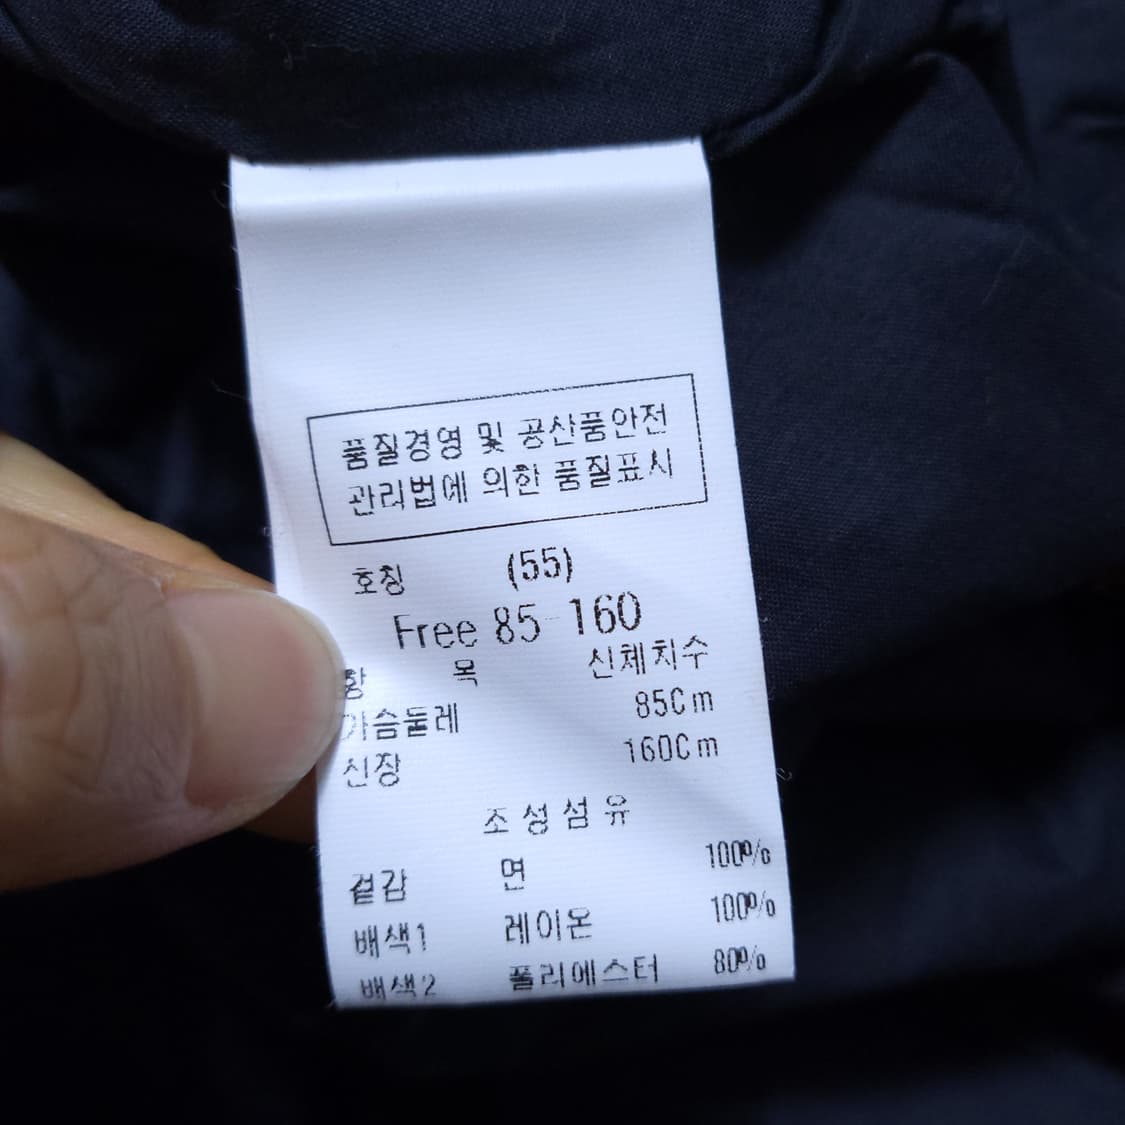 품질경영 및 공산품안전
관리법에 의한 품질표시
호칭 (55)
Free 85-160
항 목 신체치수
가슴둘레 85Cm
신장 160Cm
조성섬유
겉감 면 100%
배색1 레이온 100%
배색2 폴리에스터 80%